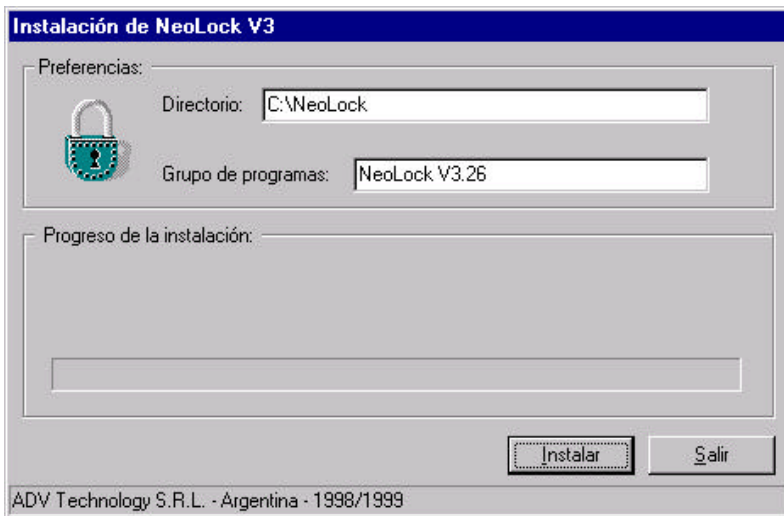 Instalación de NeoLock V3
Preferencias:
Directorio: C:\NeoLock
Grupo de programas: NeoLock V3.26
Progreso de la instalación:
Instalar Salir
ADV Technology S.R.L. - Argentina - 1998/1999